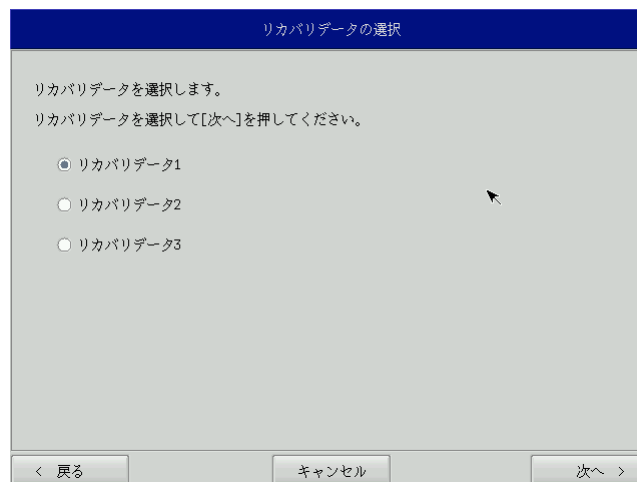 リカバリデータの選択
リカバリデータを選択します。
リカバリデータを選択して[次へ]を押してください。
リカバリデータ1
リカバリデータ2
リカバリデータ3
< 戻る
キャンセル
次へ >